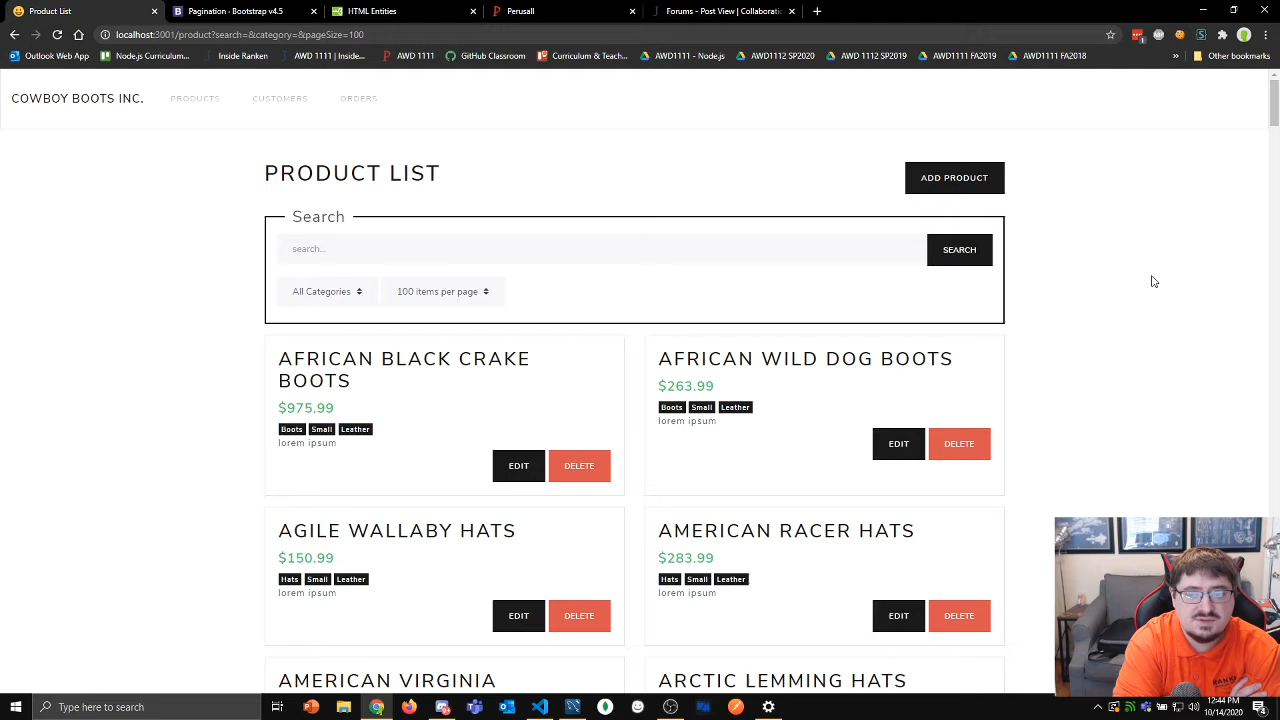 Product List
Pagination - Bootstrap v4.5
HTML Entities
Perusall
Forums - Post View | Collaboratio
localhost:3001/product?search=&category=&pageSize=100
Outlook Web App
Node.js Curriculum...
Inside Ranken
AWD 1111 | Inside...
AWD 1111
GitHub Classroom
Curriculum & Teach...
AWD1111 - Node.js
AWD 1112 SP2020
AWD 1112 SP2019
AWD1111 FA2019
AWD1111 FA2018
»
Other bookmarks
COWBOY BOOTS INC.
PRODUCTS
CUSTOMERS
ORDERS
PRODUCT LIST
ADD PRODUCT
Search
search...
SEARCH
All Categories
100 items per page
AFRICAN BLACK CRAKE
BOOTS
$975.99
Boots Small Leather
lorem ipsum
EDIT DELETE
AFRICAN WILD DOG BOOTS
$263.99
Boots Small Leather
lorem ipsum
EDIT DELETE
AGILE WALLABY HATS
$150.99
Hats Small Leather
lorem ipsum
EDIT DELETE
AMERICAN RACER HATS
$283.99
Hats Small Leather
lorem ipsum
EDIT DELETE
AMERICAN VIRGINIA
ARCTIC LEMMING HATS
Type here to search
12:44 PM
10/14/2020